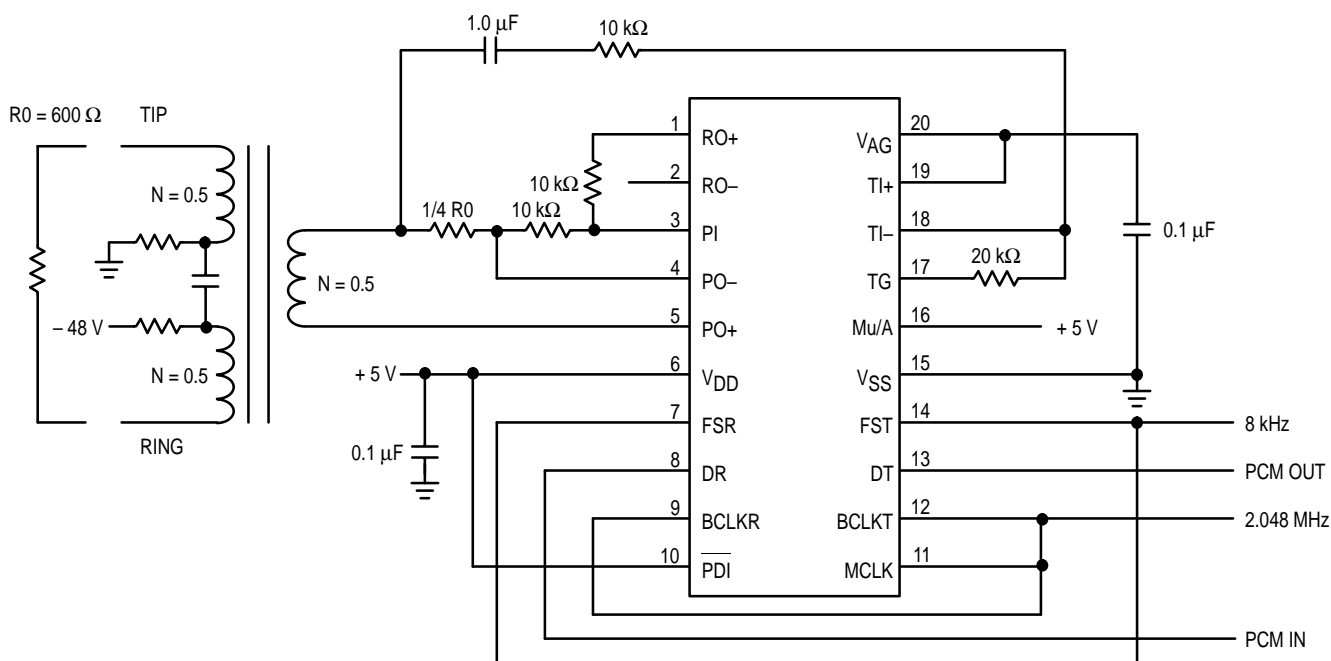 1.0 µF
10 kΩ
R0 = 600 Ω
TIP
N = 0.5
– 48 V
N = 0.5
RING
N = 0.5
1/4 R0
10 kΩ
10 kΩ
+ 5 V
0.1 µF
1 RO+
2 RO–
3 PI
4 PO–
5 PO+
6 VDD
7 FSR
8 DR
9 BCLKR
10 PDI
VAG 20
TI+ 19
TI– 18
TG 17
Mu/A 16
VSS 15
FST 14
DT 13
BCLKT 12
MCLK 11
0.1 µF
20 kΩ
+ 5 V
8 kHz
PCM OUT
2.048 MHz
PCM IN